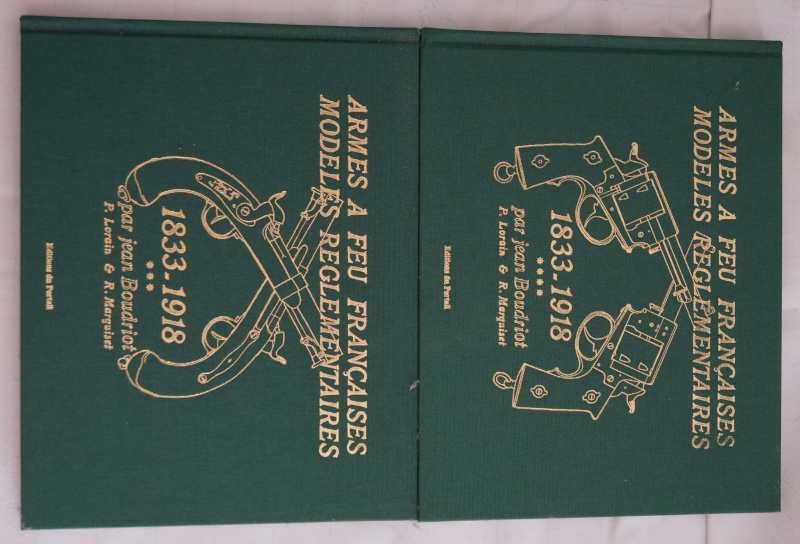 ARMES A FEU FRANÇAISES
MODELES REGLEMENTAIRES
1833-1918
***
par jean Boudriot
P. Lorain & R. Marquiset
Editions du Portail
ARMES A FEU FRANÇAISES
MODELES REGLEMENTAIRES
1833-1918
****
par jean Boudriot
P. Lorain & R. Marquiset
Editions du Portail